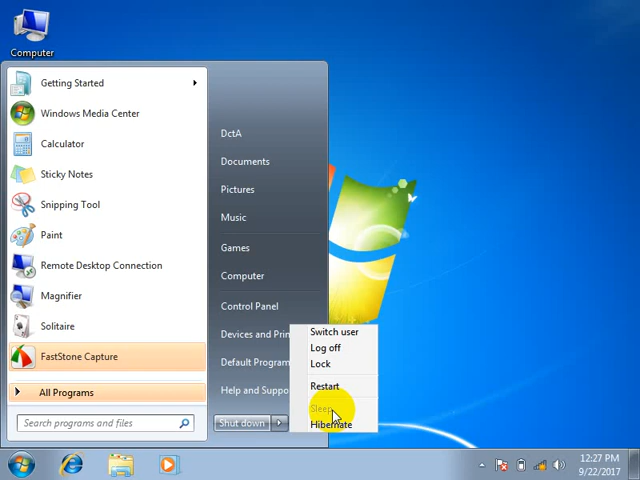 Computer
Getting Started
Windows Media Center
Calculator
Sticky Notes
Snipping Tool
Paint
Remote Desktop Connection
Magnifier
Solitaire
FastStone Capture
All Programs
Search programs and files
DctA
Documents
Pictures
Music
Games
Computer
Control Panel
Devices and Prin
Default Program
Help and Suppo
Shut down
Switch user
Log off
Lock
Restart
Sleep
Hibernate
12:27 PM
9/22/2017